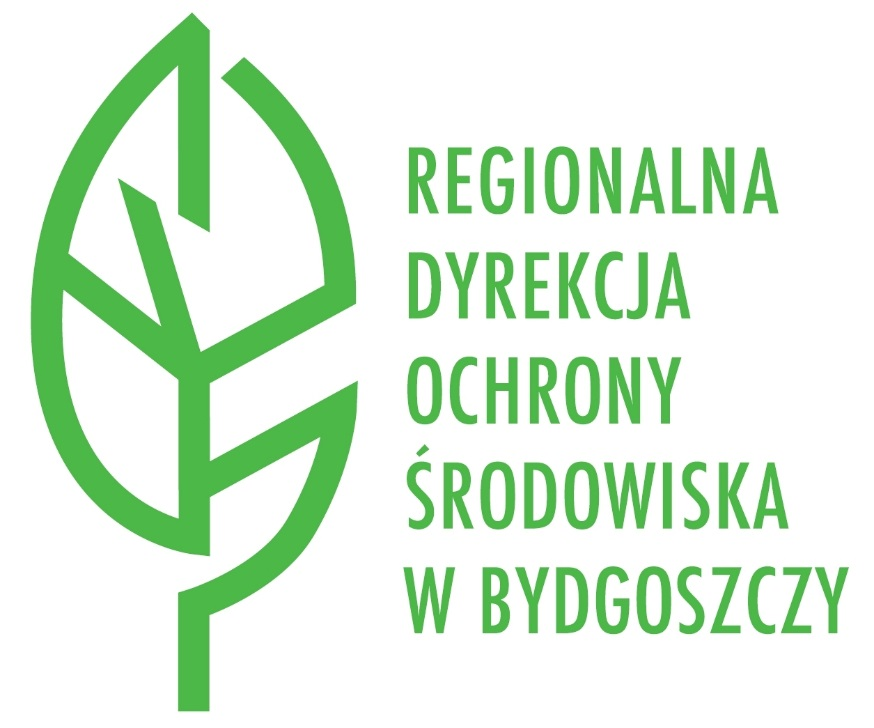 REGIONALNA
DYREKCJA
OCHRONY
ŚRODOWISKA
W BYDGOSZCZY